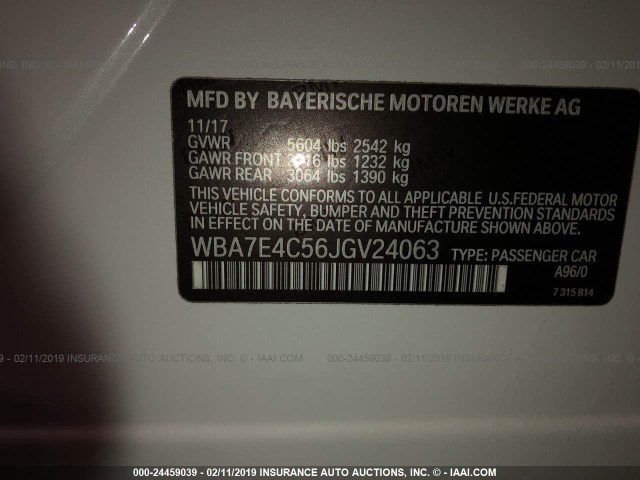 MFD BY BAYERISCHE MOTOREN WERKE AG
11/17
GVWR 5604 lbs 2542 kg
GAWR FRONT 2716 lbs 1232 kg
GAWR REAR 3064 lbs 1390 kg
THIS VEHICLE CONFORMS TO ALL APPLICABLE U.S.FEDERAL MOTOR
VEHICLE SAFETY, BUMPER AND THEFT PREVENTION STANDARDS
IN EFFECT ON THE DATE OF MANUFACTURE SHOWN ABOVE.
WBA7E4C56JGV24063 TYPE: PASSENGER CAR
A96/0
7 315 814
000-24459039 - 02/11/2019 INSURANCE AUTO AUCTIONS, INC. - © IAAI.COM